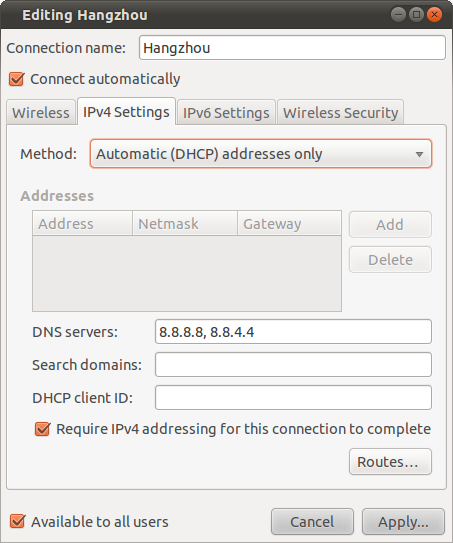 Editing Hangzhou
Connection name: Hangzhou
Connect automatically
Wireless IPv4 Settings IPv6 Settings Wireless Security
Method: Automatic (DHCP) addresses only
Addresses
Address Netmask Gateway Add
Delete
DNS servers: 8.8.8.8, 8.8.4.4
Search domains:
DHCP client ID:
Require IPv4 addressing for this connection to complete
Routes...
Available to all users Cancel Apply...